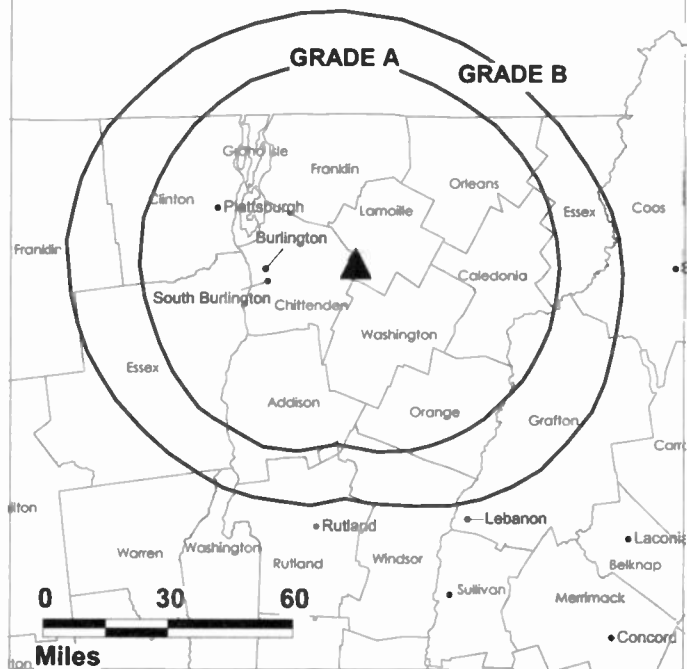 GRADE A
GRADE B
Grand Isle
Franklin
Orleans
Clinton
Plattsburgh
Lamoille
Essex
Coos
Burlington
Franklin
Caledonia
South Burlington
Chittenden
Washington
Essex
Addison
Orange
Grafton
Lebanon
Rutland
Warren
Washington
Rutland
Windsor
Laconia
Belknap
Sullivan
Merrimack
Concord
0 30 60
Miles